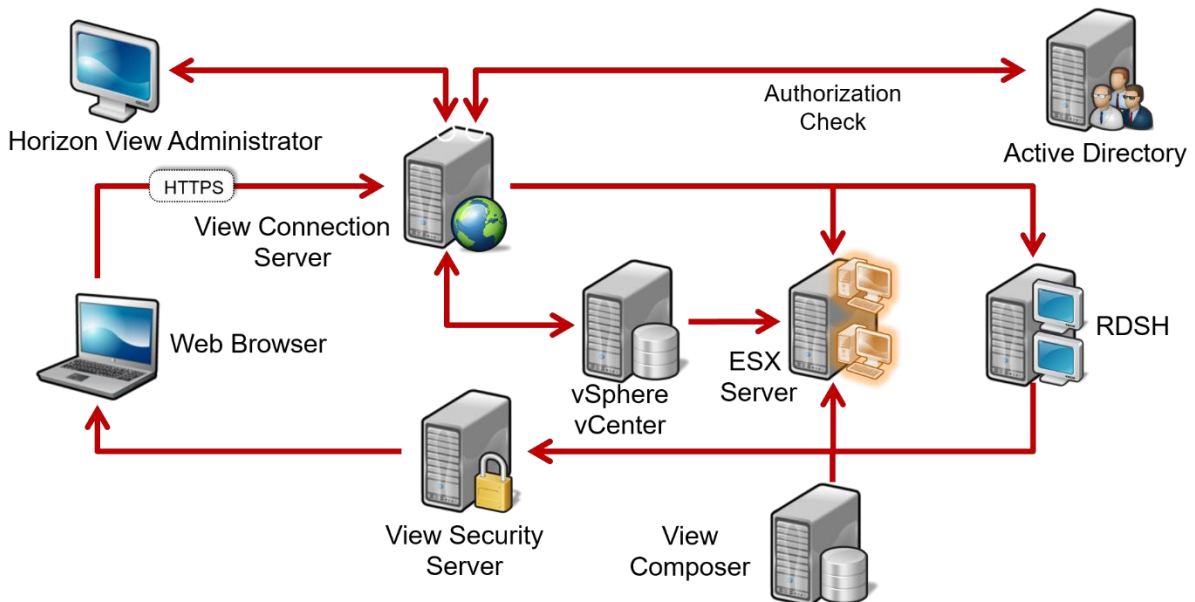 Horizon View Administrator
Authorization
Check
Active Directory
HTTPS
View Connection
Server
Web Browser
vSphere
vCenter
ESX
Server
RDSH
View Security
Server
View
Composer